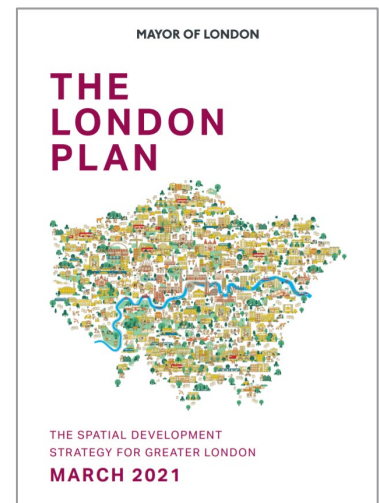 MAYOR OF LONDON
THE
LONDON
PLAN
THE SPATIAL DEVELOPMENT
STRATEGY FOR GREATER LONDON
MARCH 2021